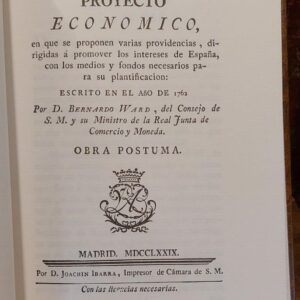 PROYECTO
ECONOMICO,
en que se proponen varias providencias, di-
rigidas á promover los intereses de España,
con los medios y fondos necesarios pa-
ra su plantificacion:
ESCRITO EN EL AÑO DE 1762
Por D. BERNARDO WARD, del Consejo de
S. M. y su Ministro de la Real Junta de
Comercio y Moneda.
OBRA POSTUMA.
MADRID. MDCCLXXIX.
Por D. JOACHIN IBARRA, Impresor de Cámara de S. M.
Con las licencias necesarias.